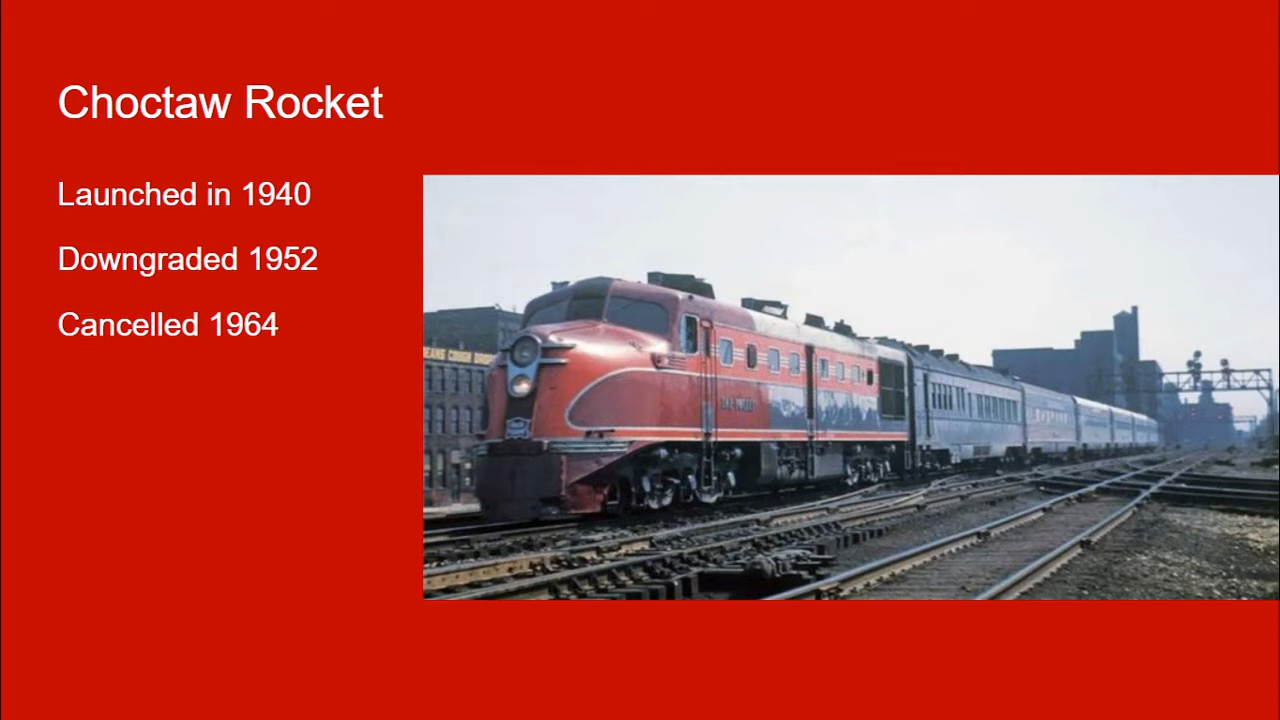 Choctaw Rocket
Launched in 1940
Downgraded 1952
Cancelled 1964